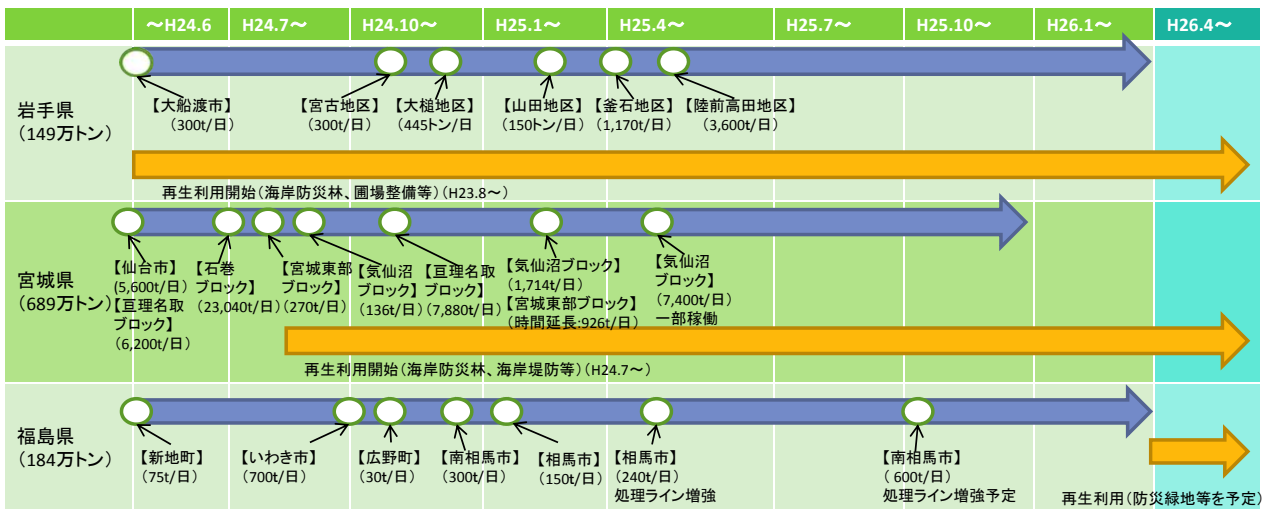 ～H24.6 H24.7～ H24.10～ H25.1～ H25.4～ H25.7～ H25.10～ H26.1～ H26.4～
岩手県
（149万トン）
【大船渡市】
（300t/日）
【宮古地区】
（300t/日）
【大槌地区】
（445トン/日
【山田地区】
（150トン/日）
【釜石地区】
（1,170t/日）
【陸前高田地区】
（3,600t/日）
再生利用開始（海岸防災林、圃場整備等）（H23.8～）
宮城県
（689万トン）
【仙台市】
（5,600t/日）
【亘理名取
ブロック】
（6,200t/日）
【石巻
ブロック】
（23,040t/日）
【宮城東部
ブロック】
（270t/日）
【気仙沼
ブロック】
（136t/日）
【亘理名取
ブロック】
（7,880t/日）
【気仙沼ブロック】
（1,714t/日）
【宮城東部ブロック】
（時間延長:926t/日）
【気仙沼
ブロック】
（7,400t/日）
一部稼働
再生利用開始（海岸防災林、海岸堤防等）（H24.7～）
福島県
（184万トン）
【新地町】
（75t/日）
【いわき市】
（700t/日）
【広野町】
（30t/日）
【南相馬市】
（300t/日）
【相馬市】
（150t/日）
【相馬市】
（240t/日）
処理ライン増強
【南相馬市】
（600t/日）
処理ライン増強予定
再生利用（防災緑地等を予定）